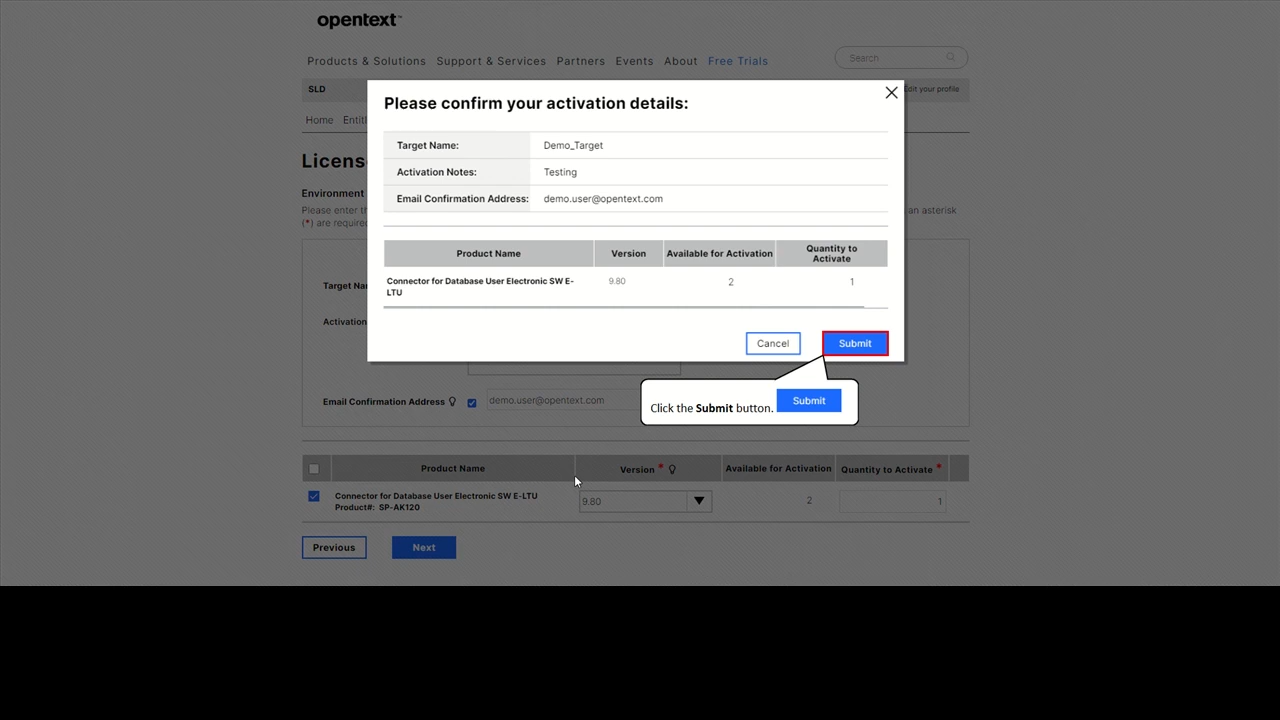 opentext™
Products & Solutions Support & Services Partners Events About Free Trials Search
SLD
Edit your profile
Home Entitl
Licens
Environment
Please enter th
an asterisk
(*) are require
Please confirm your activation details:
Target Name: Demo_Target
Activation Notes: Testing
Email Confirmation Address: demo.user@opentext.com
Product Name Version Available for Activation Quantity to
Activate
Connector for Database User Electronic SW E-
LTU 9.80 2 1
Cancel Submit
Target Na
Activation
Click the Submit button. Submit
Email Confirmation Address demo.user@opentext.com
Product Name Version * Available for Activation Quantity to Activate *
Connector for Database User Electronic SW E-LTU
Product#: SP-AK120 9.80 2 1
Previous Next